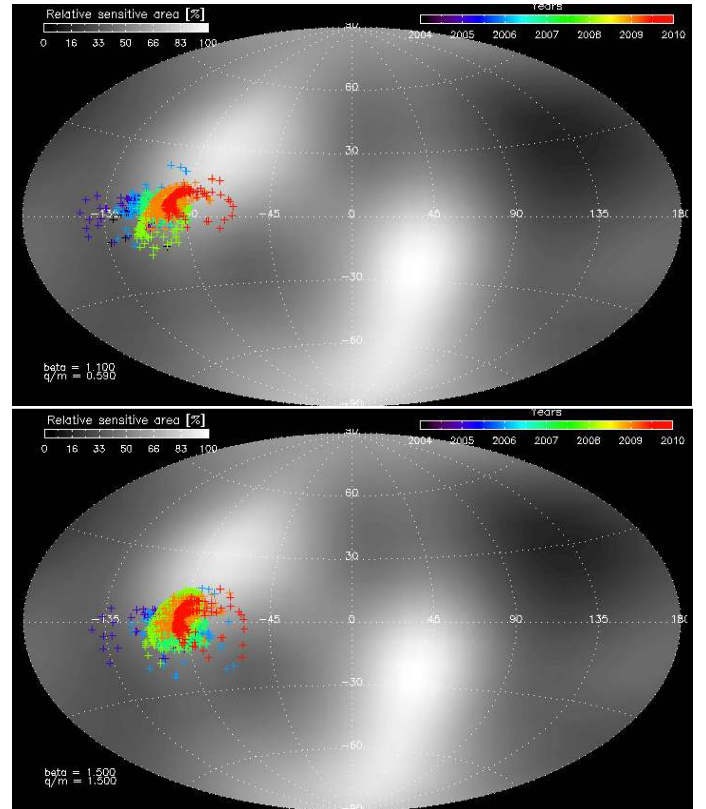 Relative sensitive area [%]
0 16 33 50 66 83 100
Years
2004 2005 2006 2007 2008 2009 2010
90
60
30
-135 -45 0 45 90 135
-30
-60
-90
beta = 1.100
q/m = 0.590
Relative sensitive area [%]
0 16 33 50 66 83 100
Years
2004 2005 2006 2007 2008 2009 2010
60
30
-135 -45 0 45 90 135
-30
-60
beta = 1.500
q/m = 1.500